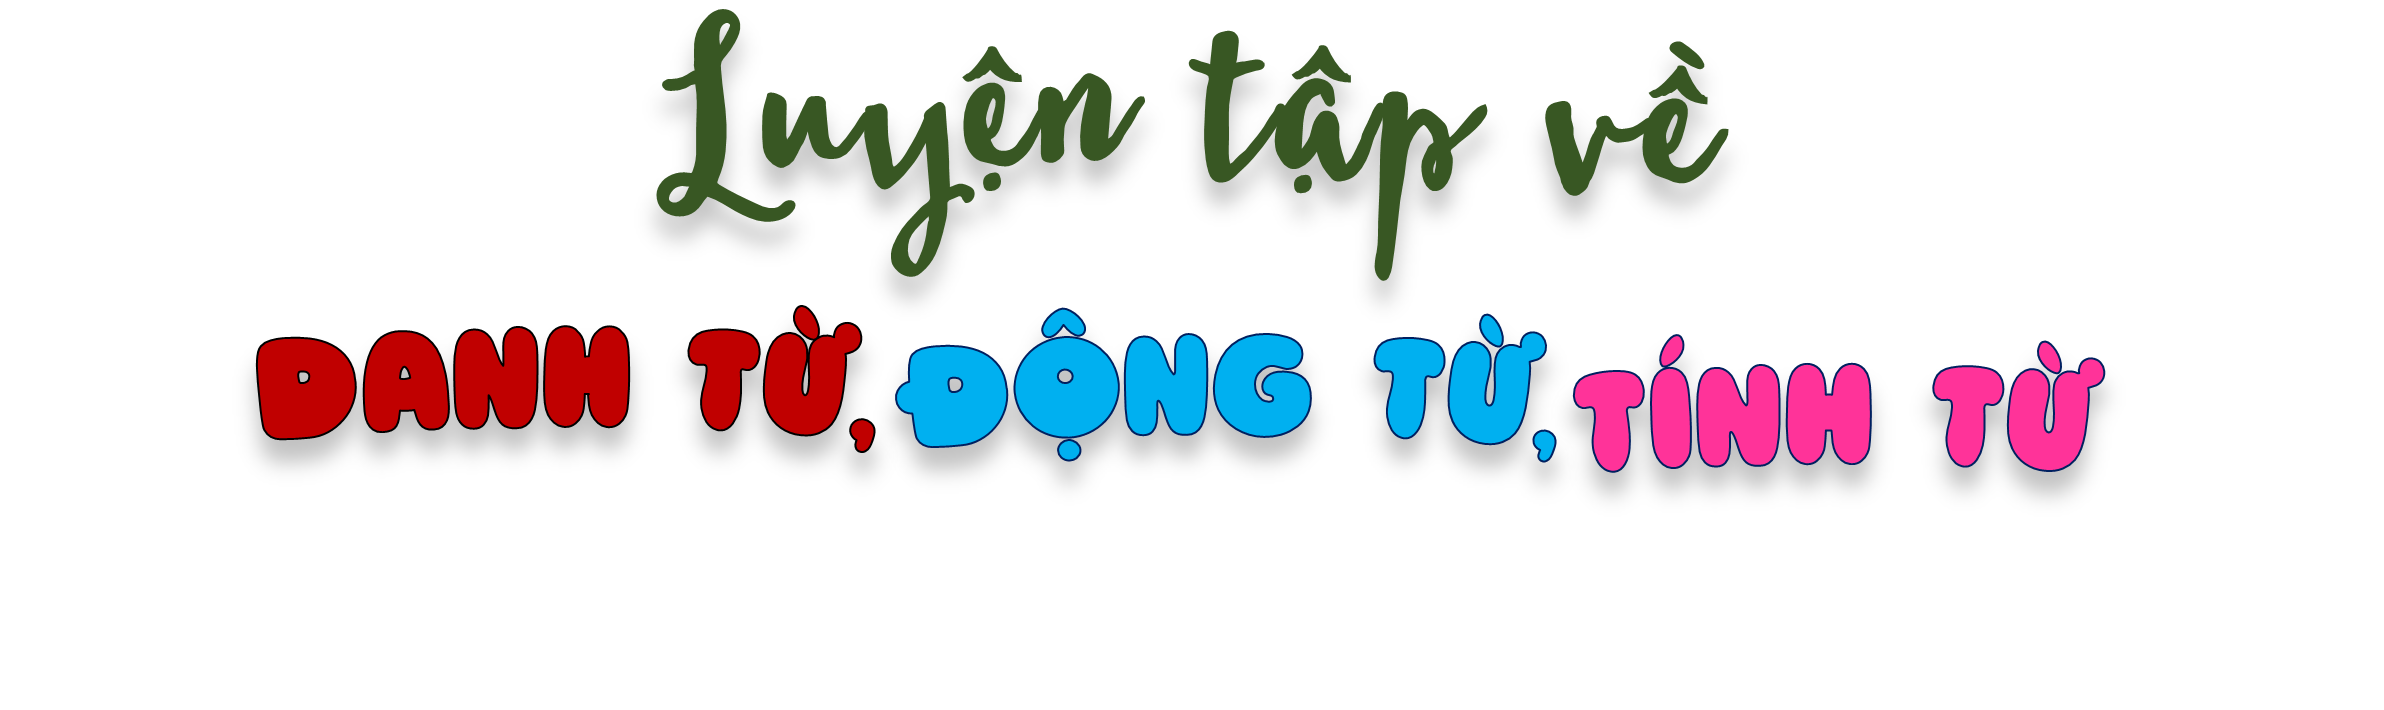 Luyện tập về
DANH TỪ, ĐỘNG TỪ, TÍNH TỪ